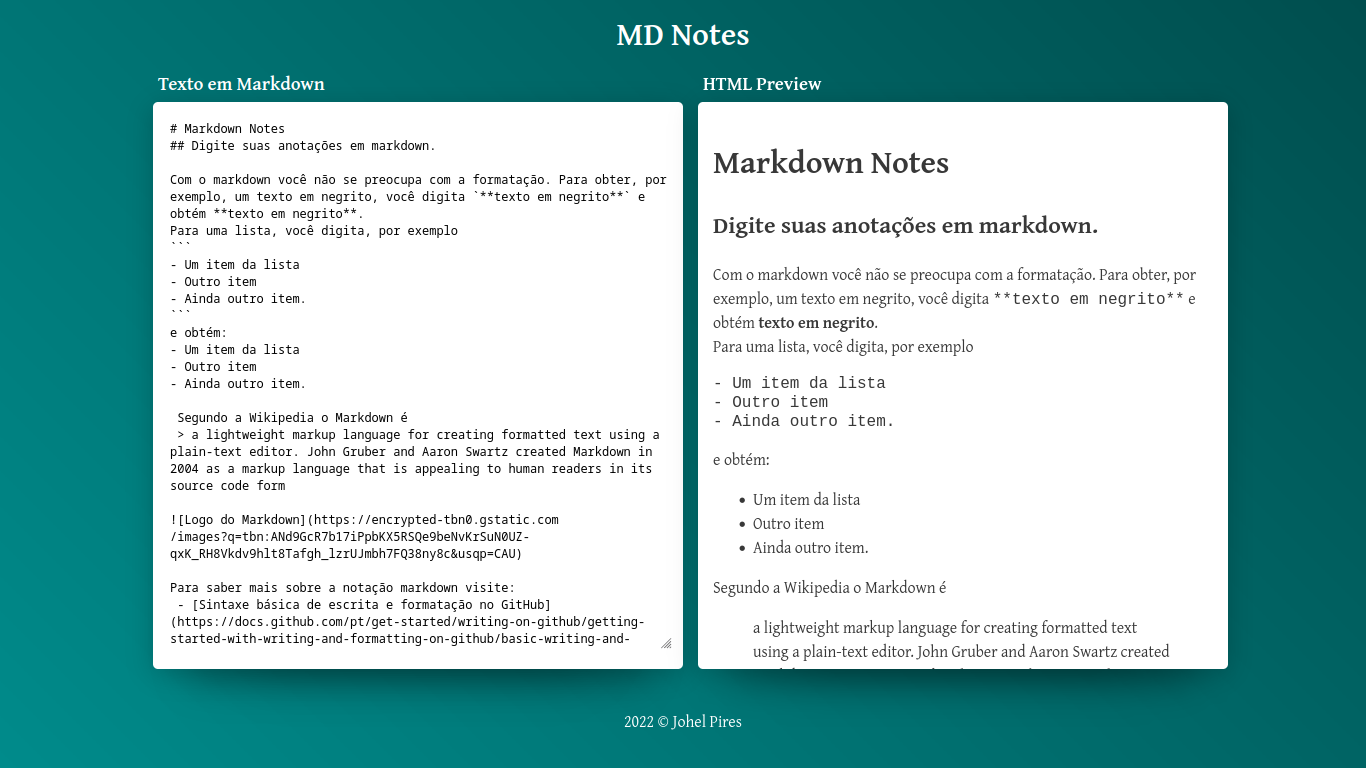 MD Notes
Texto em Markdown
# Markdown Notes
## Digite suas anotações em markdown.
Com o markdown você não se preocupa com a formatação. Para obter, por
exemplo, um texto em negrito, você digita `**texto em negrito**` e
obtém **texto em negrito**.
Para uma lista, você digita, por exemplo
```
- Um item da lista
- Outro item
- Ainda outro item.
```
e obtém:
- Um item da lista
- Outro item
- Ainda outro item.
Segundo a Wikipedia o Markdown é
> a lightweight markup language for creating formatted text using a
plain-text editor. John Gruber and Aaron Swartz created Markdown in
2004 as a markup language that is appealing to human readers in its
source code form
![Logo do Markdown](https://encrypted-tbn0.gstatic.com
/images?q=tbn:ANd9GcR7b17iPpbKX5RSQe9beNvKrSuN0UZ-
qxK_RH8Vkdv9hlt8Tafgh_lzrUJmbh7FQ38ny8c&usqp=CAU)
Para saber mais sobre a notação markdown visite:
- [Sintaxe básica de escrita e formatação no GitHub]
(https://docs.github.com/pt/get-started/writing-on-github/getting-
started-with-writing-and-formatting-on-github/basic-writing-and-
HTML Preview
Markdown Notes
Digite suas anotações em markdown.
Com o markdown você não se preocupa com a formatação. Para obter, por
exemplo, um texto em negrito, você digita **texto em negrito** e
obtém texto em negrito.
Para uma lista, você digita, por exemplo
- Um item da lista
- Outro item
- Ainda outro item.
e obtém:
• Um item da lista
• Outro item
• Ainda outro item.
Segundo a Wikipedia o Markdown é
a lightweight markup language for creating formatted text
using a plain-text editor. John Gruber and Aaron Swartz created
2022 © Johel Pires